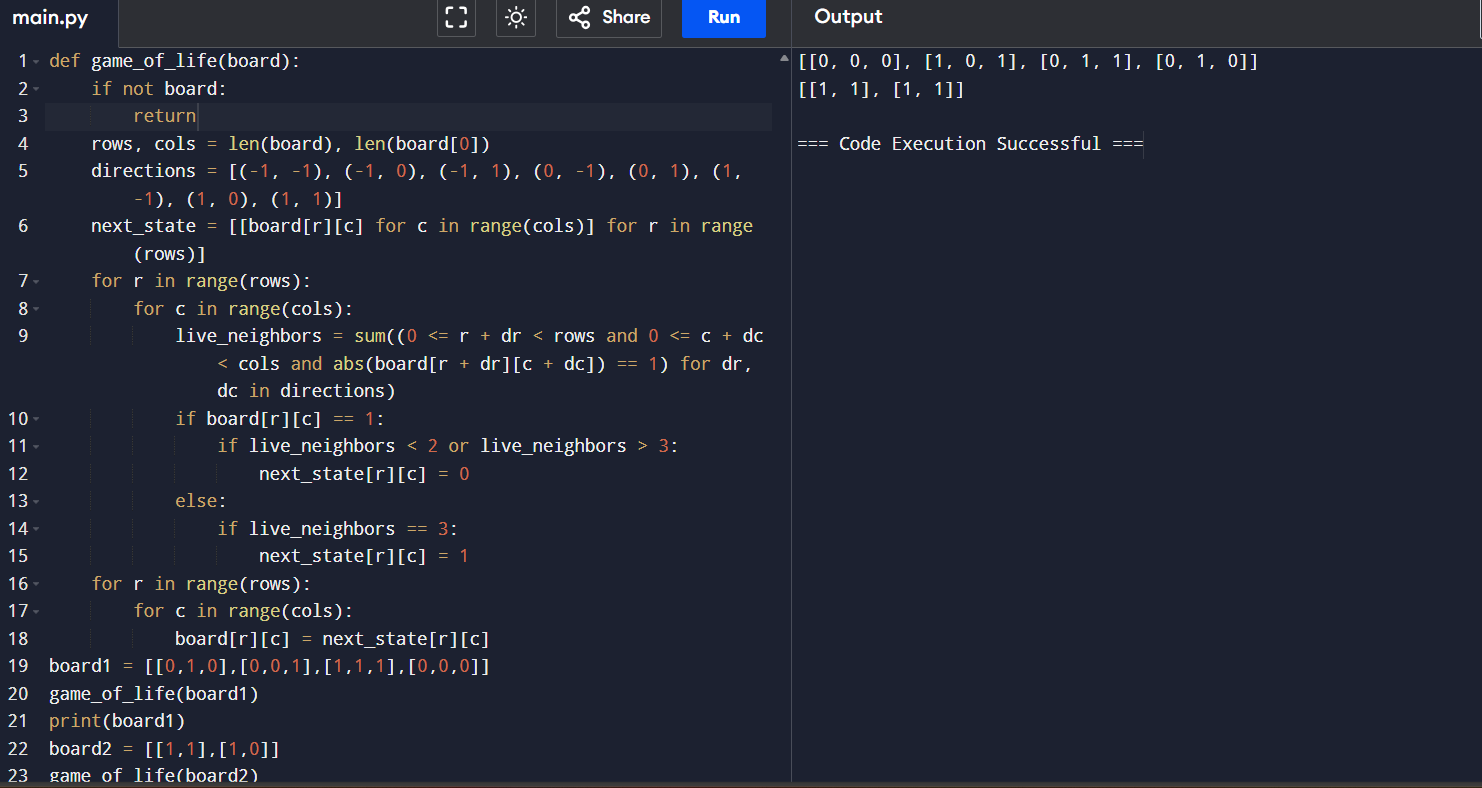 main.py
Share
Run
Output
1 def game_of_life(board):
2     if not board:
3         return
4     rows, cols = len(board), len(board[0])
5     directions = [(-1, -1), (-1, 0), (-1, 1), (0, -1), (0, 1), (1,
            -1), (1, 0), (1, 1)]
6     next_state = [[board[r][c] for c in range(cols)] for r in range
            (rows)]
7     for r in range(rows):
8         for c in range(cols):
9             live_neighbors = sum((0 <= r + dr < rows and 0 <= c + dc
                < cols and abs(board[r + dr][c + dc]) == 1) for dr,
                dc in directions)
10             if board[r][c] == 1:
11                 if live_neighbors < 2 or live_neighbors > 3:
12                     next_state[r][c] = 0
13             else:
14                 if live_neighbors == 3:
15                     next_state[r][c] = 1
16     for r in range(rows):
17         for c in range(cols):
18             board[r][c] = next_state[r][c]
19 board1 = [[0,1,0],[0,0,1],[1,1,1],[0,0,0]]
20 game_of_life(board1)
21 print(board1)
22 board2 = [[1,1],[1,0]]
23 game_of_life(board2)
[[0, 0, 0], [1, 0, 1], [0, 1, 1], [0, 1, 0]]
[[1, 1], [1, 1]]
=== Code Execution Successful ===